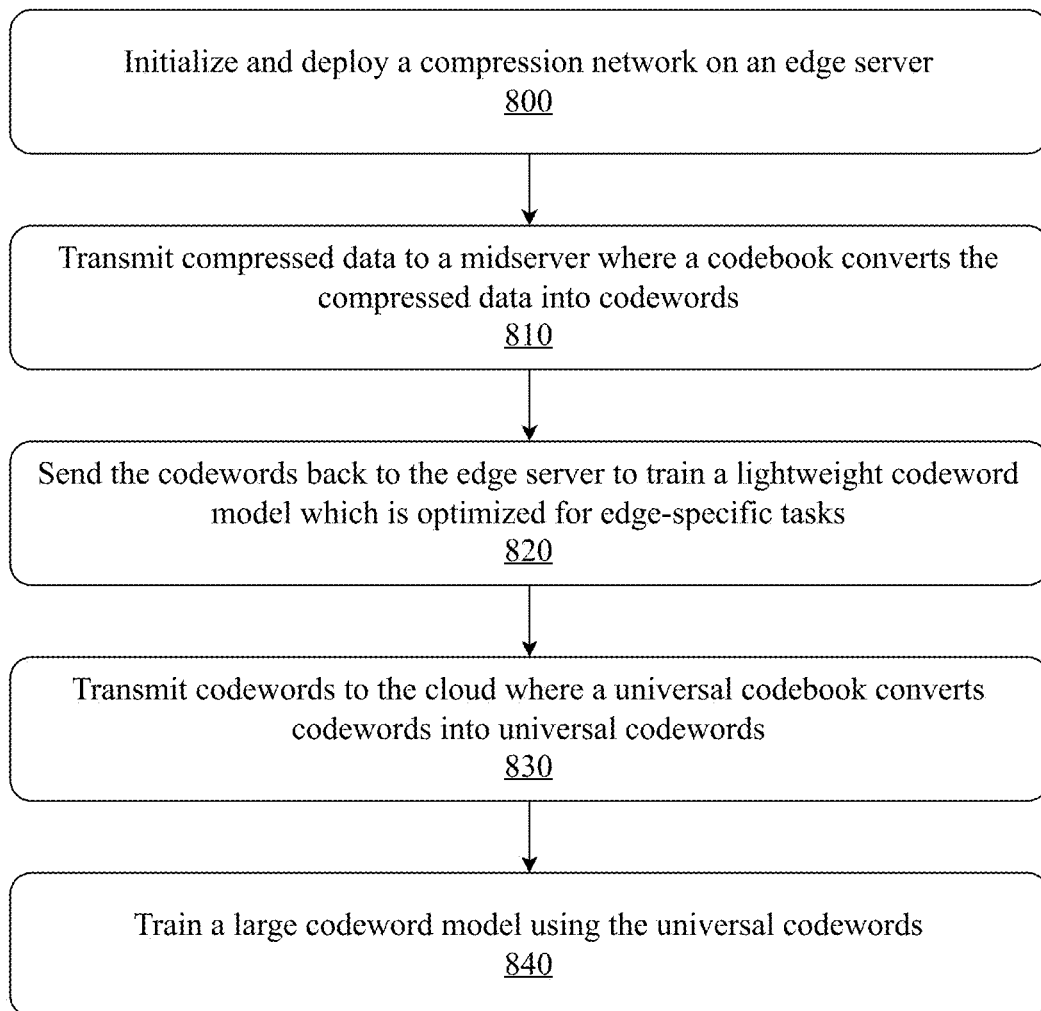 Initialize and deploy a compression network on an edge server
800
Transmit compressed data to a midserver where a codebook converts the
compressed data into codewords
810
Send the codewords back to the edge server to train a lightweight codeword
model which is optimized for edge-specific tasks
820
Transmit codewords to the cloud where a universal codebook converts
codewords into universal codewords
830
Train a large codeword model using the universal codewords
840